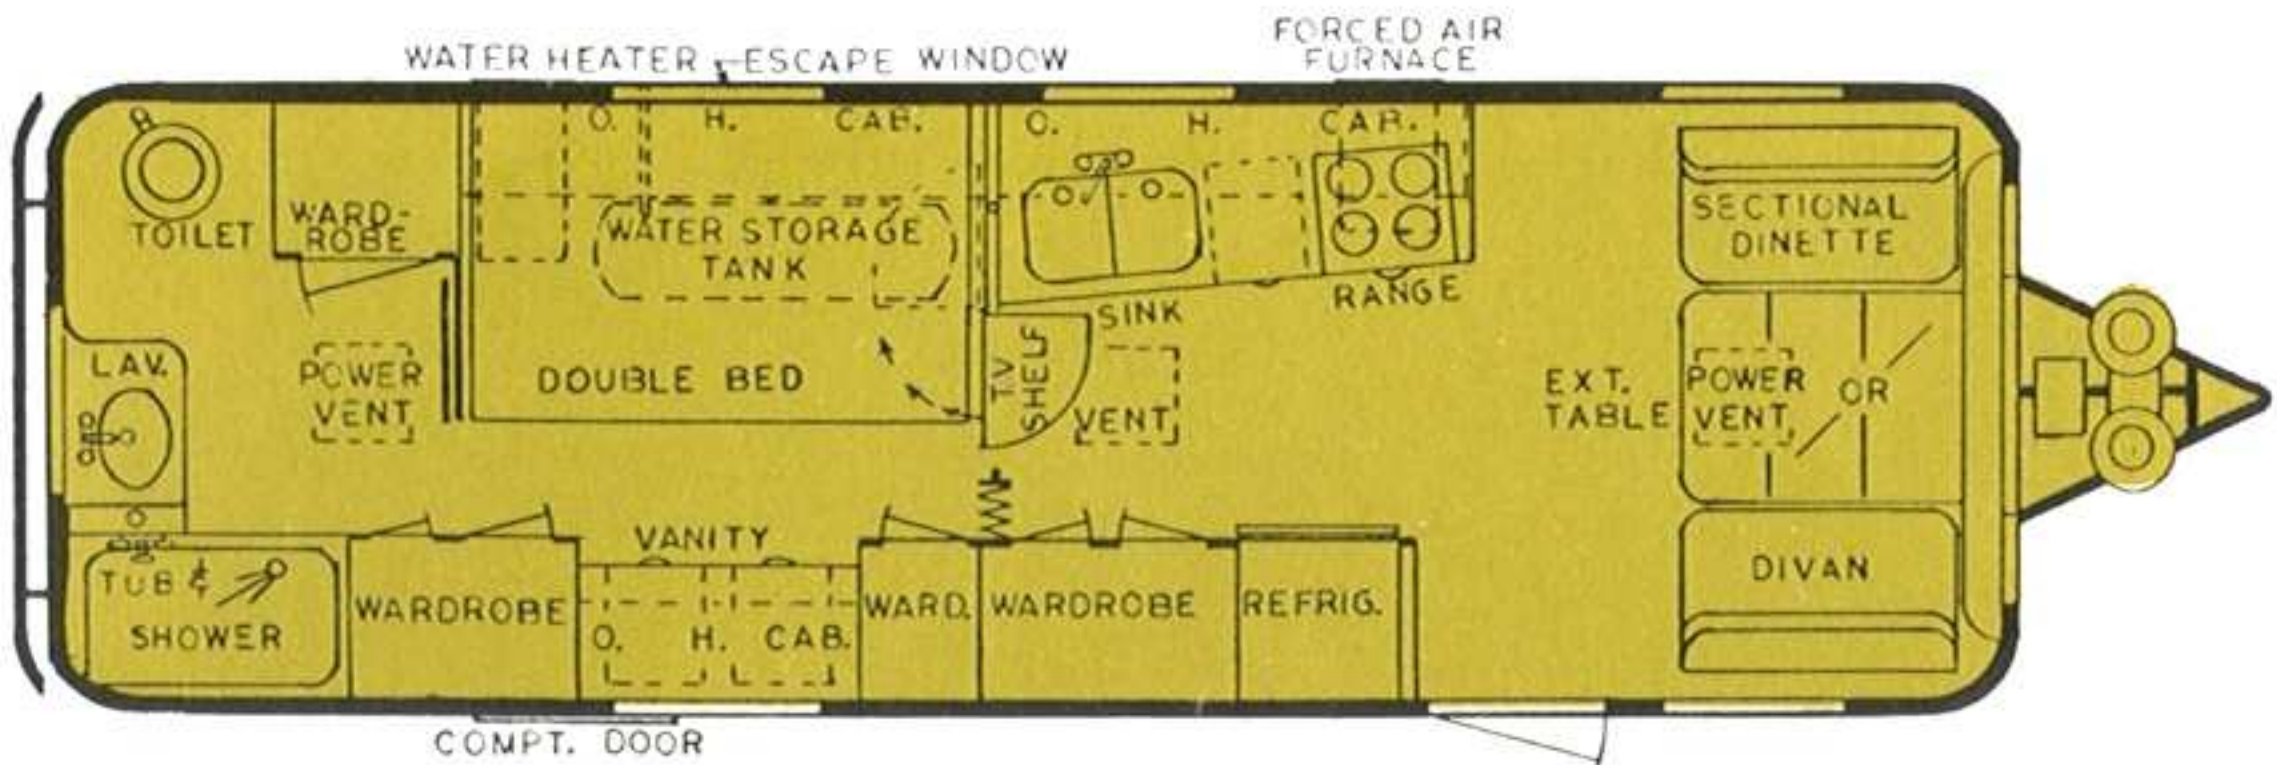 WATER HEATER
ESCAPE WINDOW
FORCED AIR
FURNACE
O. H. CAB.
O. H. CAB.
TOILET
WARD-
ROBE
WATER STORAGE
TANK
SECTIONAL
DINETTE
RANGE
SINK
T.V
SHELF
LAV.
POWER
VENT
DOUBLE BED
VENT
EXT.
TABLE
POWER
VENT
OR
VANITY
TUB &
SHOWER
WARDROBE
O. H. CAB.
WARD.
WARDROBE
REFRIG.
DIVAN
COMPT. DOOR